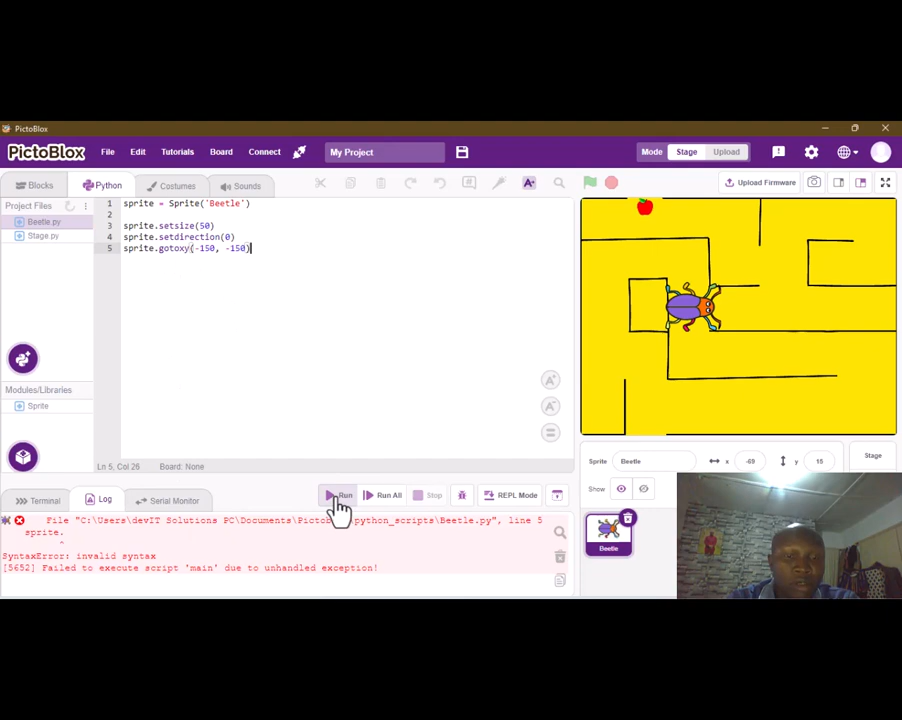 PictoBlox
PictoBlox
File
Edit
Tutorials
Board
Connect
My Project
Mode
Stage
Upload
Blocks
Python
Costumes
Sounds
Upload Firmware
Project Files
Beetle.py
Stage.py
1 sprite = Sprite('Beetle')
2
3 sprite.setsize(50)
4 sprite.setdirection(0)
5 sprite.gotoxy(-150, -150)
Modules/Libraries
Sprite
Ln 5, Col 26
Board: None
Sprite
Beetle
x
-69
y
15
Stage
Show
Beetle
Terminal
Log
Serial Monitor
Run
Run All
Stop
REPL Mode
File "C:\Users\devIT Solutions PC\Documents\Pictob python_scripts\Beetle.py", line 5
sprite.
^
SyntaxError: invalid syntax
[5652] Failed to execute script 'main' due to unhandled exception!